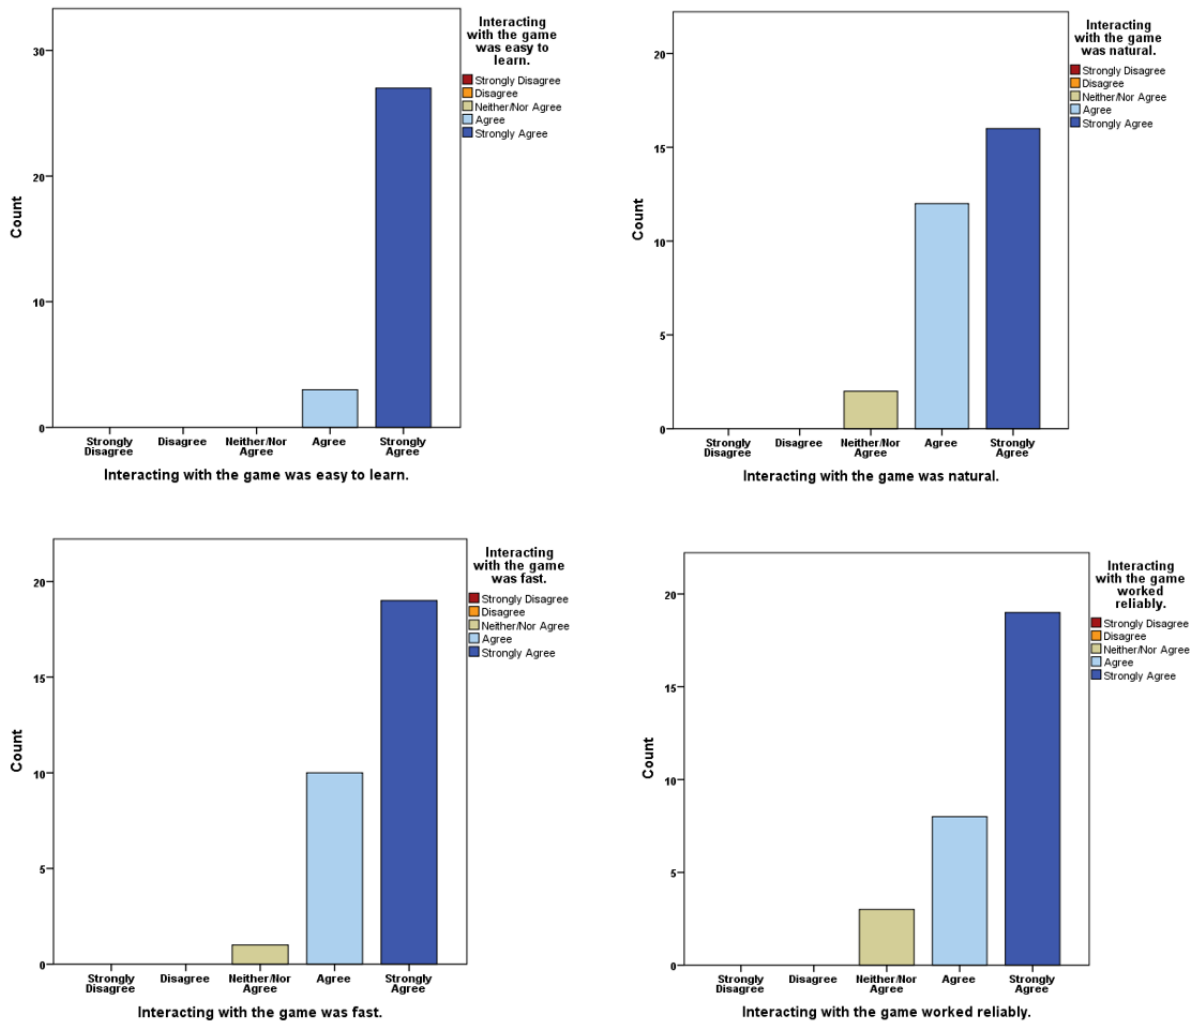 Interacting
with the game
was easy to
learn.
Strongly Disagree
Disagree
Neither/Nor Agree
Agree
Strongly Agree
30
20
10
0
Count
Strongly
Disagree
Disagree
Neither/Nor
Agree
Agree
Strongly
Agree
Interacting with the game was easy to learn.
Interacting
with the game
was natural.
Strongly Disagree
Disagree
Neither/Nor Agree
Agree
Strongly Agree
20
15
10
5
0
Count
Strongly
Disagree
Disagree
Neither/Nor
Agree
Agree
Strongly
Agree
Interacting with the game was natural.
Interacting
with the game
was fast.
Strongly Disagree
Disagree
Neither/Nor Agree
Agree
Strongly Agree
20
15
10
5
0
Count
Strongly
Disagree
Disagree
Neither/Nor
Agree
Agree
Strongly
Agree
Interacting with the game was fast.
Interacting
with the game
worked
reliably.
Strongly Disagree
Disagree
Neither/Nor Agree
Agree
Strongly Agree
20
15
10
5
0
Count
Strongly
Disagree
Disagree
Neither/Nor
Agree
Agree
Strongly
Agree
Interacting with the game worked reliably.